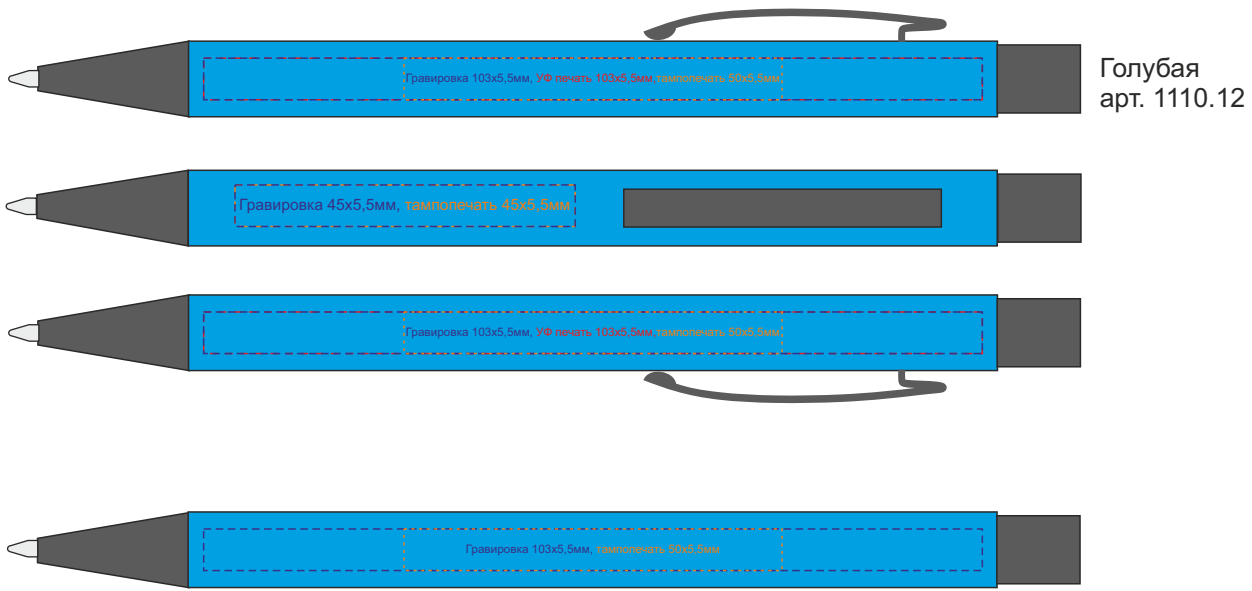 Гравировка 103х5,5мм, УФ печать 103х5,5мм,тампопечать 50х5,5мм
Голубая
арт. 1110.12
Гравировка 45х5,5мм, тампопечать 45х5,5мм
Гравировка 103х5,5мм, УФ печать 103х5,5мм,тампопечать 50х5,5мм
Гравировка 103х5,5мм, тампопечать 50х5,5мм